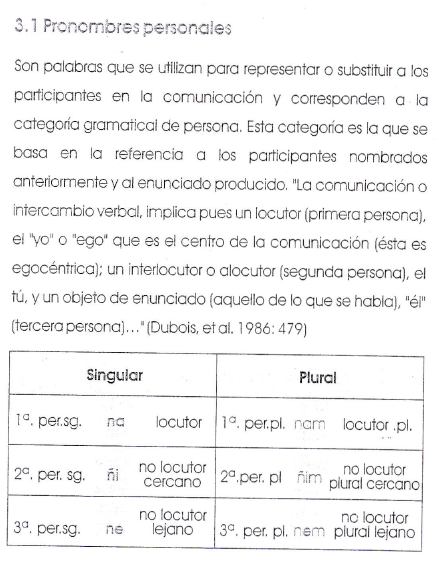 3.1 Pronombres personales
Son palabras que se utilizan para representar o substituir a los
participantes en la comunicación y corresponden a la
categoría gramatical de persona. Esta categoría es la que se
basa en la referencia a los participantes nombrados
anteriormente y al enunciado producido. "La comunicación o
intercambio verbal, implica pues un locutor (primera persona),
el "yo" o "ego" que es el centro de la comunicación (ésta es
egocéntrica); un interlocutor o alocutor (segunda persona), el
tú, y un objeto de enunciado (aquello de lo que se habla), "él"
(tercera persona)..." (Dubois, et al. 1986: 479)
Singular Plural
1ª. per.sg. na locutor 1ª. per.pl. nam locutor .pl.
2ª. per. sg. ñi no locutor cercano 2ª.per. pl ñim no locutor plural cercano
3ª. per.sg. ne no locutor lejano 3ª. per. pl. nem no locutor plural lejano